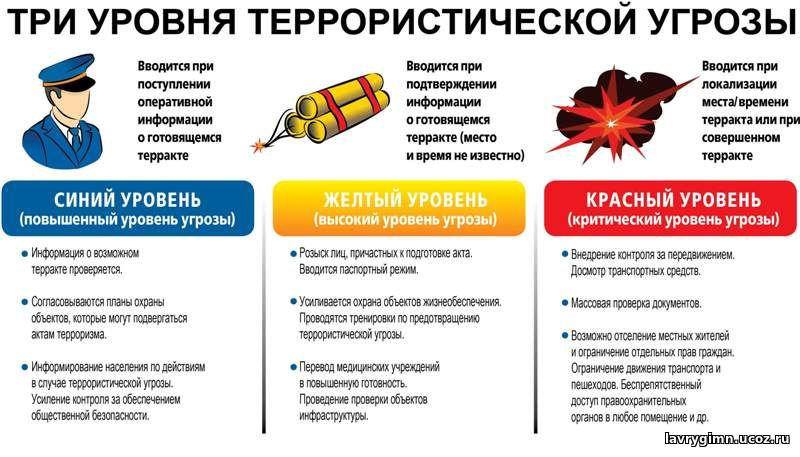 ТРИ УРОВНЯ ТЕРРОРИСТИЧЕСКОЙ УГРОЗЫ
Вводится при
поступлении
оперативной
информации
о готовящемся
терракте
Вводится при
подтверждении
информации
о готовящемся
терракте (место
и время не известно)
Вводится при
локализации
места/времени
терракта или при
совершенном
терракте
СИНИЙ УРОВЕНЬ
(повышенный уровень угрозы)
• Информация о возможном
терракте проверяется.
• Согласовываются планы охраны
объектов, которые могут подвергаться
актам терроризма.
• Информирование населения по действиям
в случае террористической угрозы.
Усиление контроля за обеспечением
общественной безопасности.
ЖЕЛТЫЙ УРОВЕНЬ
(высокий уровень угрозы)
• Розыск лиц, причастных к подготовке акта.
Вводится паспортный режим.
• Усиливается охрана объектов жизнеобеспечения.
Проводятся тренировки по предотвращению
террористической угрозы.
• Перевод медицинских учреждений
в повышенную готовность.
Проведение проверки объектов
инфраструктуры.
КРАСНЫЙ УРОВЕНЬ
(критический уровень угрозы)
• Внедрение контроля за передвижением.
Досмотр транспортных средств.
• Массовая проверка документов.
• Возможно отселение местных жителей
и ограничение отдельных прав граждан.
Ограничение движения транспорта и
пешеходов. Беспрепятственный
доступ правоохранительных
органов в любое помещение и др.
lavrygimn.ucoz.ru